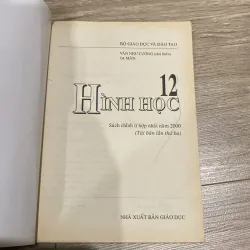 BỘ GIÁO DỤC VÀ ĐÀO TẠO
VĂN NHƯ CƯƠNG (chủ biên)
TẠ MÂN
12
HÌNH HỌC
Sách chỉnh lí hợp nhất năm 2000
(Tái bản lần thứ ba)
NHÀ XUẤT BẢN GIÁO DỤC